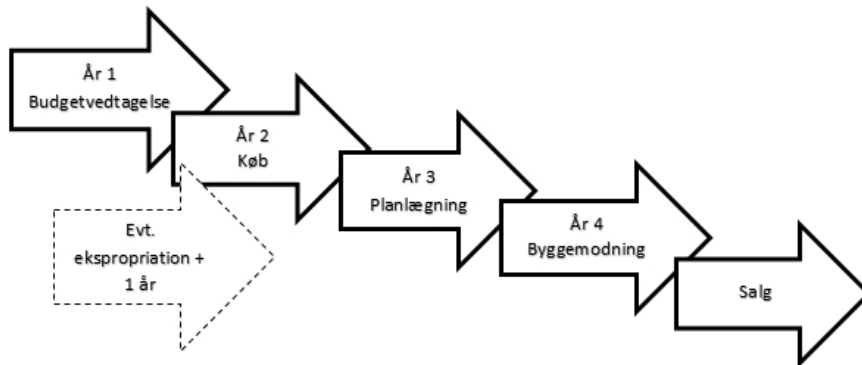 År 1
Budgetvedtagelse
År 2
Køb
År 3
Planlægning
År 4
Byggemodning
Salg
Evt.
ekspropriation +
1 år